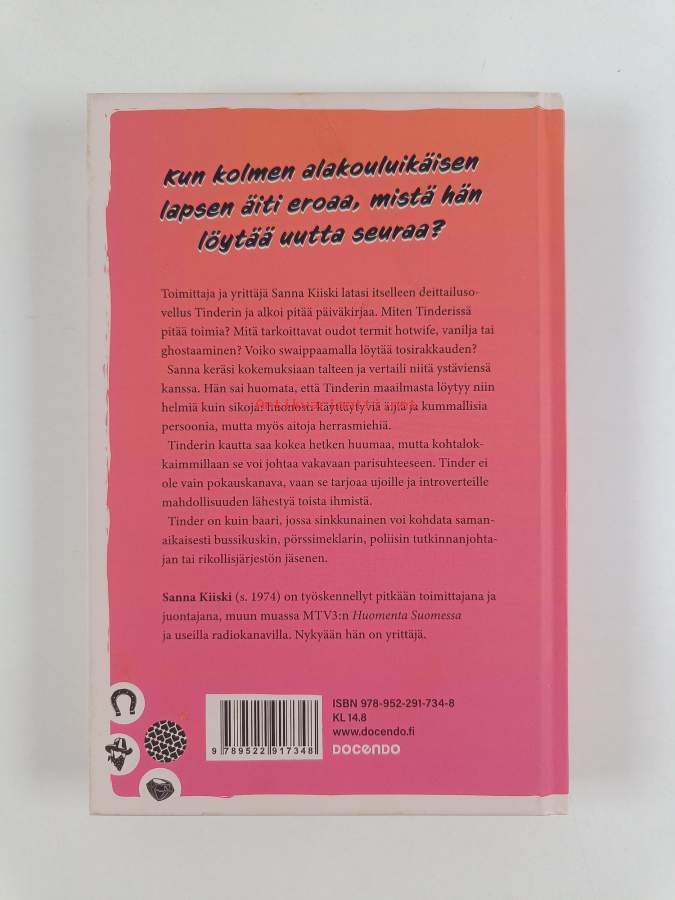 Kun kolmen alakouluikäisen
lapsen äiti eroaa, mistä hän
löytää uutta seuraa?
Toimittaja ja yrittäjä Sanna Kiiski latasi itselleen deittailuso-
vellus Tinderin ja alkoi pitää päiväkirjaa. Miten Tinderissä
pitää toimia? Mitä tarkoittavat oudot termit hotwife, vanilja tai
ghostaaminen? Voiko swaippaamalla löytää tosirakkauden?
Sanna keräsi kokemuksiaan talteen ja vertaili niitä ystäviensä
kanssa. Hän sai huomata, että Tinderin maailmasta löytyy niin
helmiä kuin sikoja: huonosti käyttäytyviä äijiä ja kummallisia
persoonia, mutta myös aitoja herrasmiehiä.
Tinderin kautta saa kokea hetken huumaa, mutta kohtalok-
kaimmillaan se voi johtaa vakavaan parisuhteeseen. Tinder ei
ole vain pokauskanava, vaan se tarjoaa ujoille ja introverteille
mahdollisuuden lähestyä toista ihmistä.
Tinder on kuin baari, jossa sinkkunainen voi kohdata saman-
aikaisesti bussikuskin, pörssimeklarin, poliisin tutkinnanjohta-
jan tai rikollisjärjestön jäsenen.
Sanna Kiiski (s. 1974) on työskennellyt pitkään toimittajana ja
juontajana, muun muassa MTV3:n Huomenta Suomessa
ja useilla radiokanavilla. Nykyään hän on yrittäjä.
ISBN 978-952-291-734-8
KL 14.8
www.docendo.fi
DOCENDO
9 789522 917348